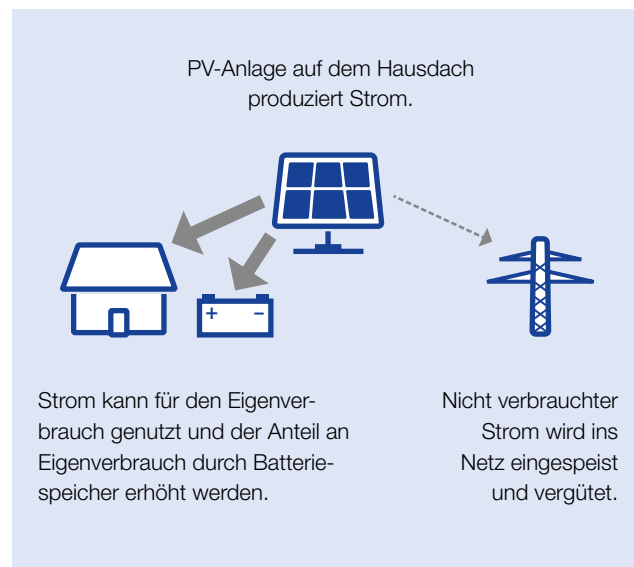 PV-Anlage auf dem Hausdach
produziert Strom.
+ −
Strom kann für den Eigenver-
brauch genutzt und der Anteil an
Eigenverbrauch durch Batterie-
speicher erhöht werden.
Nicht verbrauchter
Strom wird ins
Netz eingespeist
und vergütet.